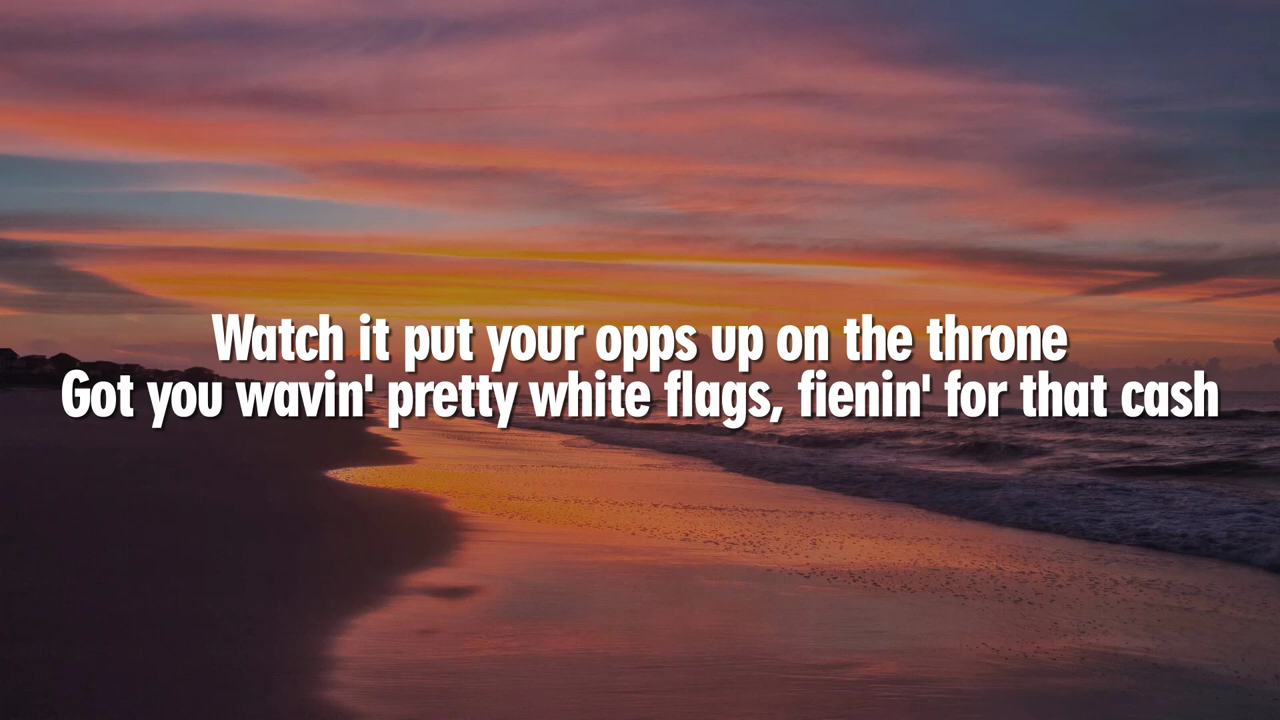 Watch it put your opps up on the throne
Got you wavin' pretty white flags, fienin' for that cash